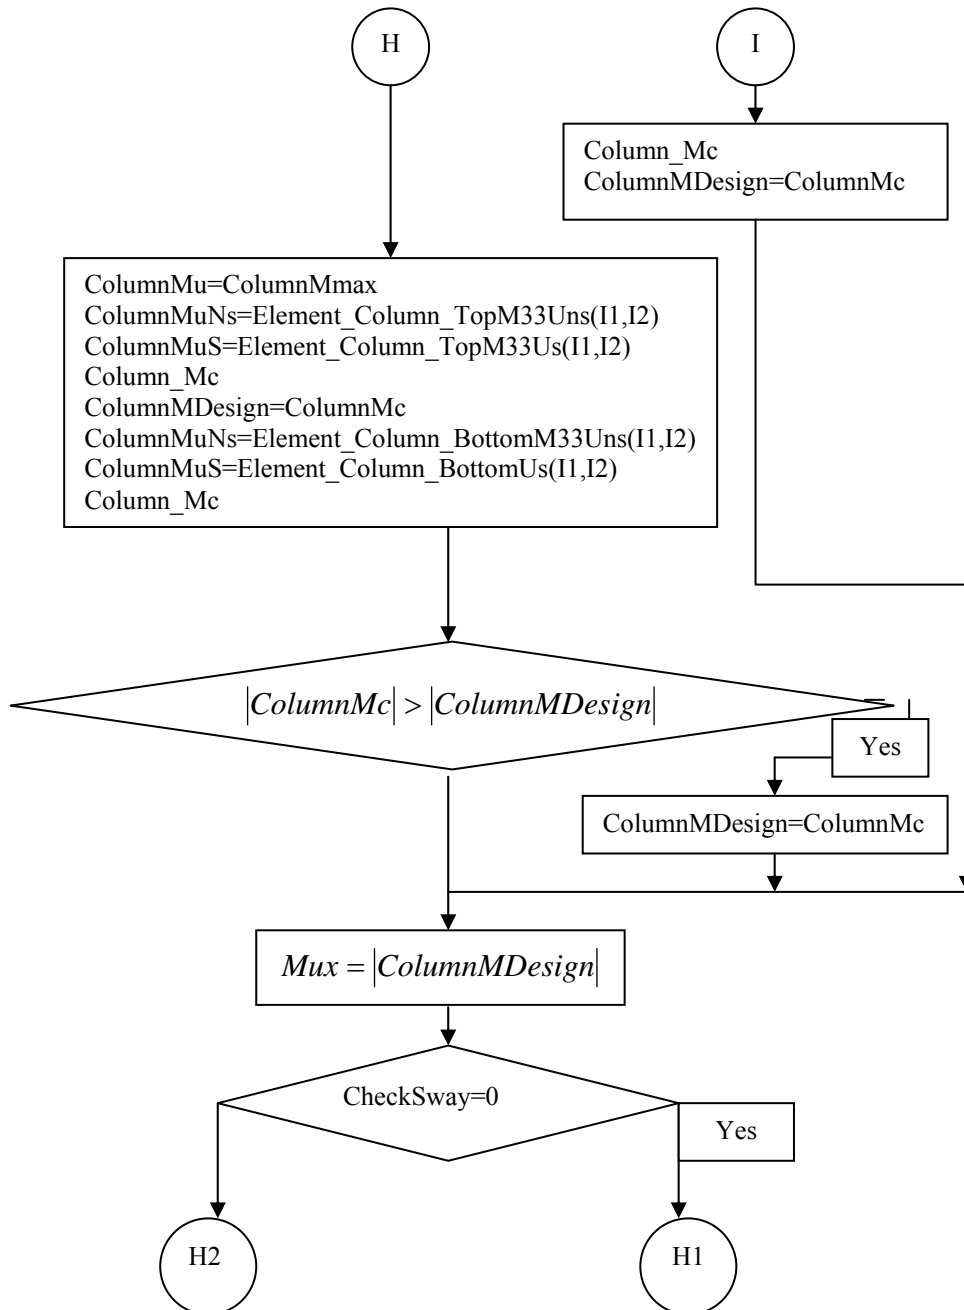 H
I
Column_Mc
ColumnMDesign=ColumnMc
ColumnMu=ColumnMmax
ColumnMuNs=Element_Column_TopM33Uns(I1,I2)
ColumnMuS=Element_Column_TopM33Us(I1,I2)
Column_Mc
ColumnMDesign=ColumnMc
ColumnMuNs=Element_Column_BottomM33Uns(I1,I2)
ColumnMuS=Element_Column_BottomUs(I1,I2)
Column_Mc
|ColumnMc| > |ColumnMDesign|
Yes
ColumnMDesign=ColumnMc
Mux = |ColumnMDesign|
CheckSway=0
Yes
H2
H1